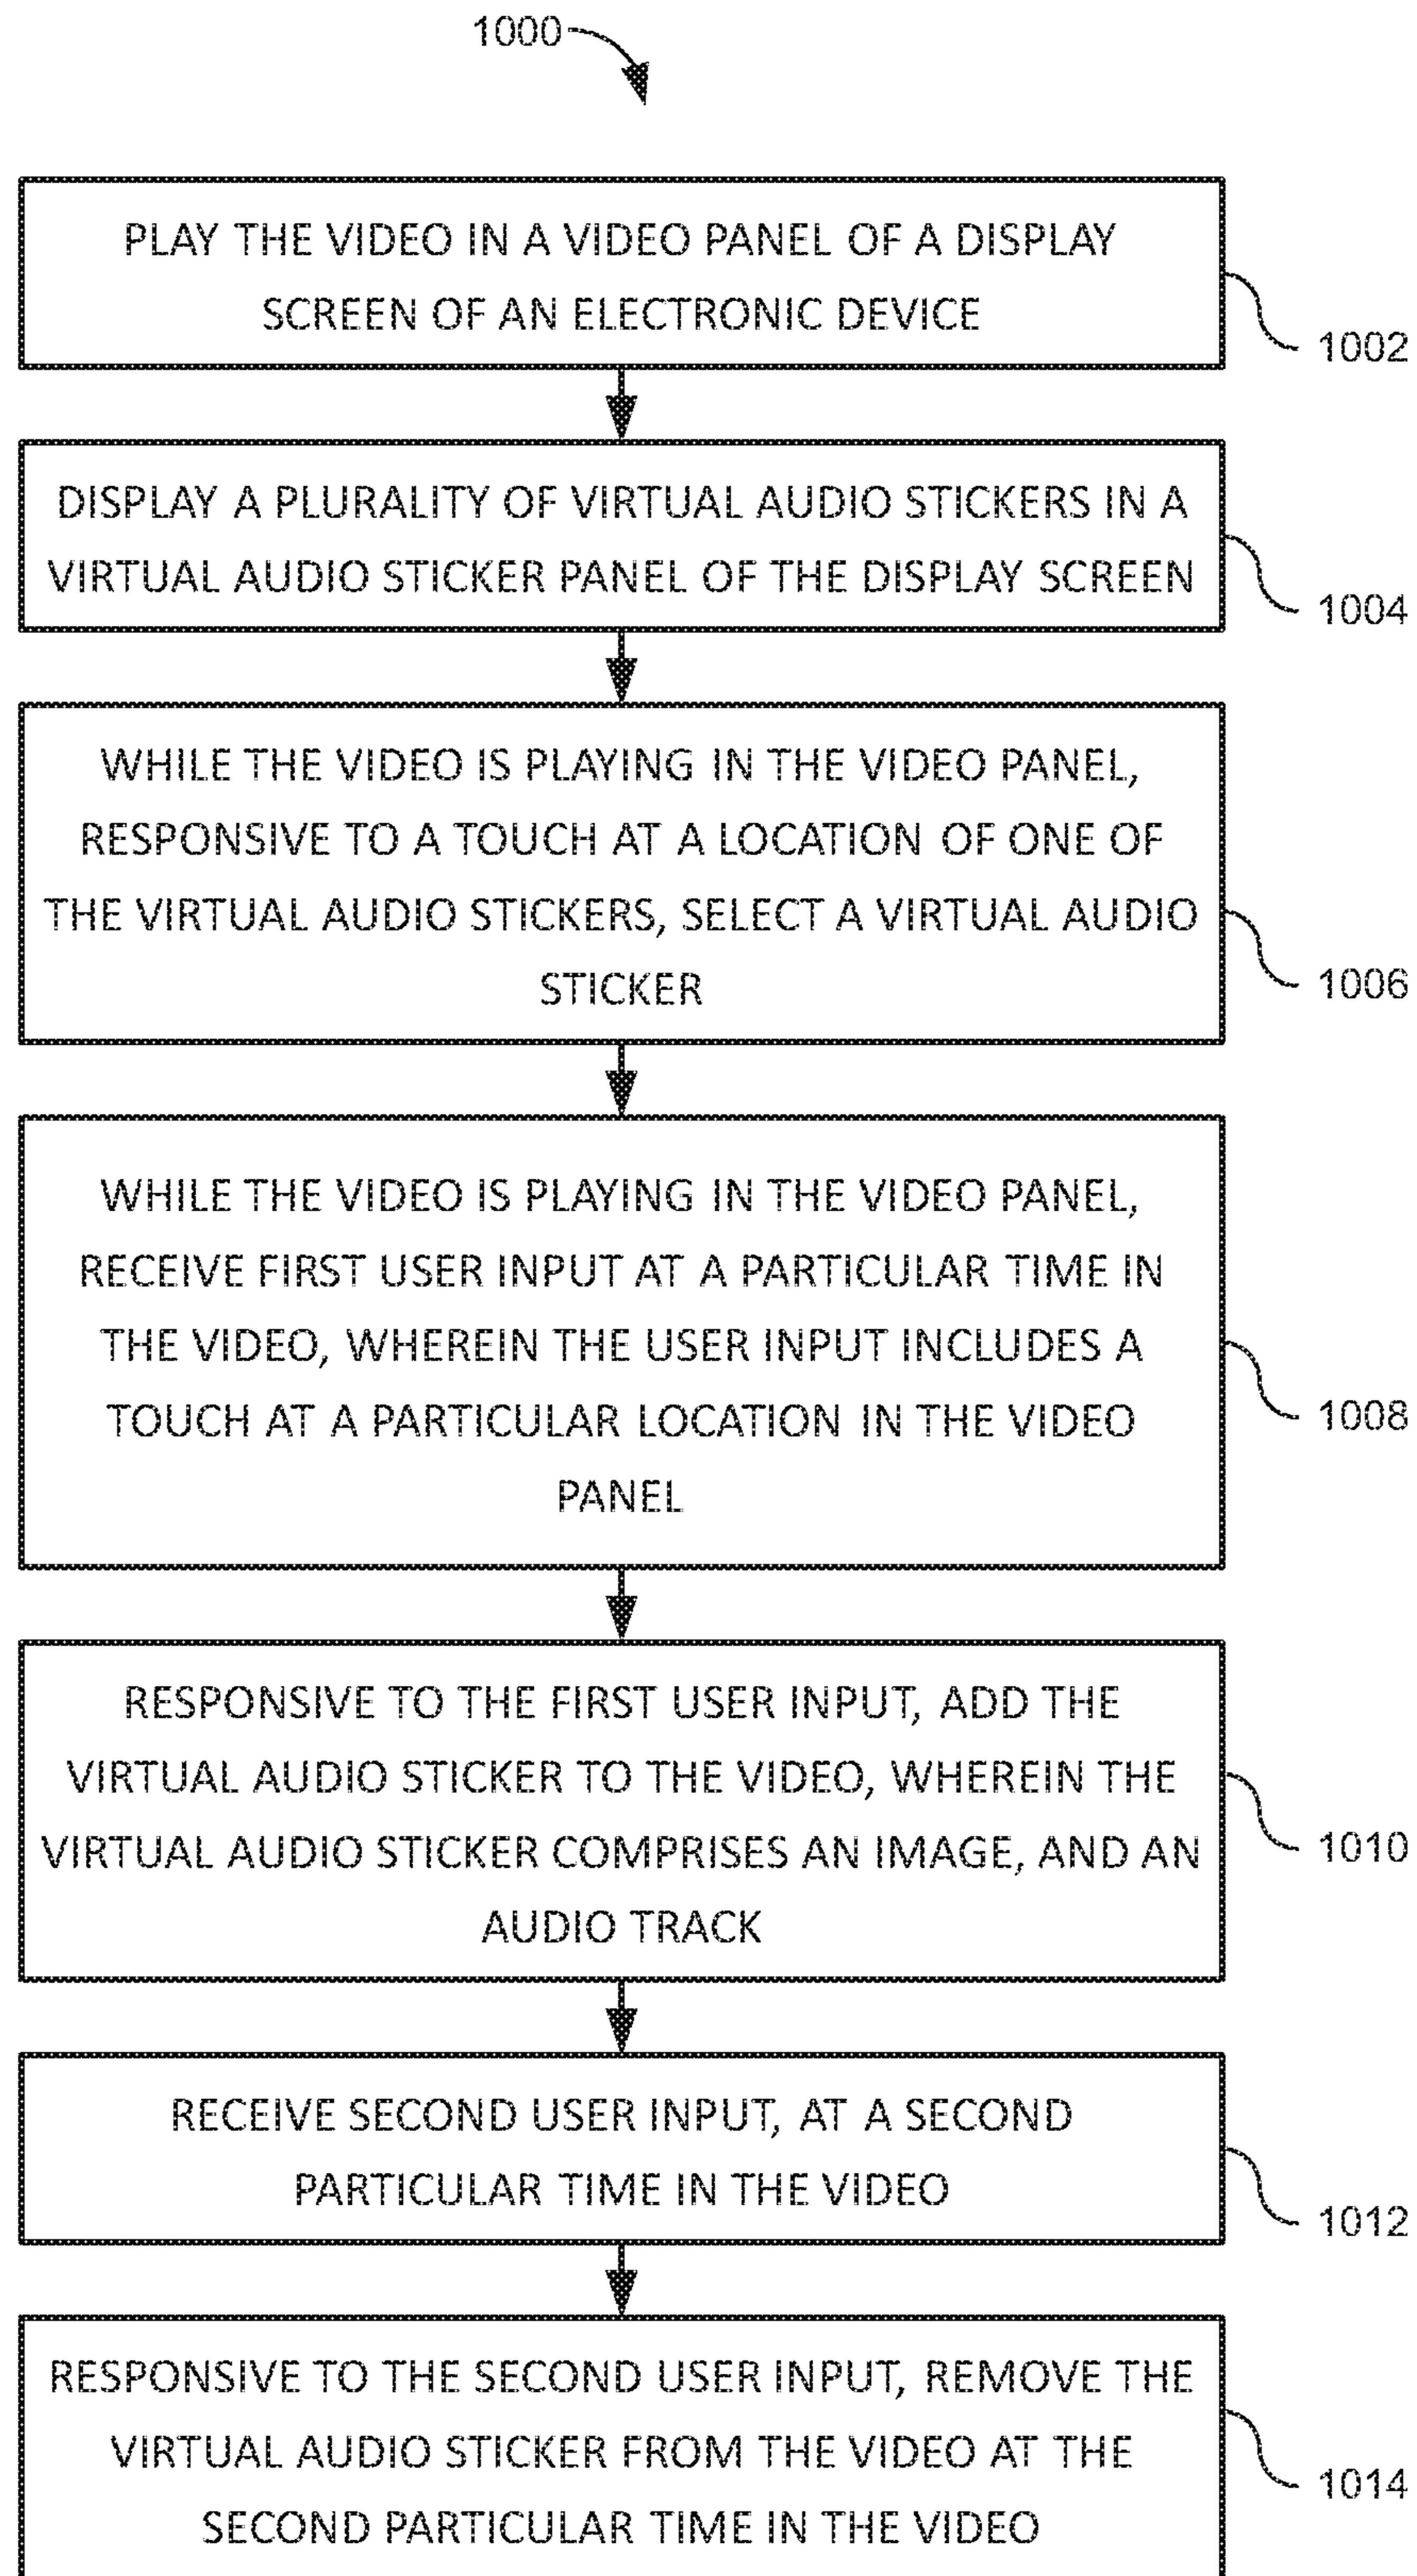 1000
PLAY THE VIDEO IN A VIDEO PANEL OF A DISPLAY
SCREEN OF AN ELECTRONIC DEVICE
1002
DISPLAY A PLURALITY OF VIRTUAL AUDIO STICKERS IN A
VIRTUAL AUDIO STICKER PANEL OF THE DISPLAY SCREEN
1004
WHILE THE VIDEO IS PLAYING IN THE VIDEO PANEL,
RESPONSIVE TO A TOUCH AT A LOCATION OF ONE OF
THE VIRTUAL AUDIO STICKERS, SELECT A VIRTUAL AUDIO
STICKER
1006
WHILE THE VIDEO IS PLAYING IN THE VIDEO PANEL,
RECEIVE FIRST USER INPUT AT A PARTICULAR TIME IN
THE VIDEO, WHEREIN THE USER INPUT INCLUDES A
TOUCH AT A PARTICULAR LOCATION IN THE VIDEO
PANEL
1008
RESPONSIVE TO THE FIRST USER INPUT, ADD THE
VIRTUAL AUDIO STICKER TO THE VIDEO, WHEREIN THE
VIRTUAL AUDIO STICKER COMPRISES AN IMAGE, AND AN
AUDIO TRACK
1010
RECEIVE SECOND USER INPUT, AT A SECOND
PARTICULAR TIME IN THE VIDEO
1012
RESPONSIVE TO THE SECOND USER INPUT, REMOVE THE
VIRTUAL AUDIO STICKER FROM THE VIDEO AT THE
SECOND PARTICULAR TIME IN THE VIDEO
1014